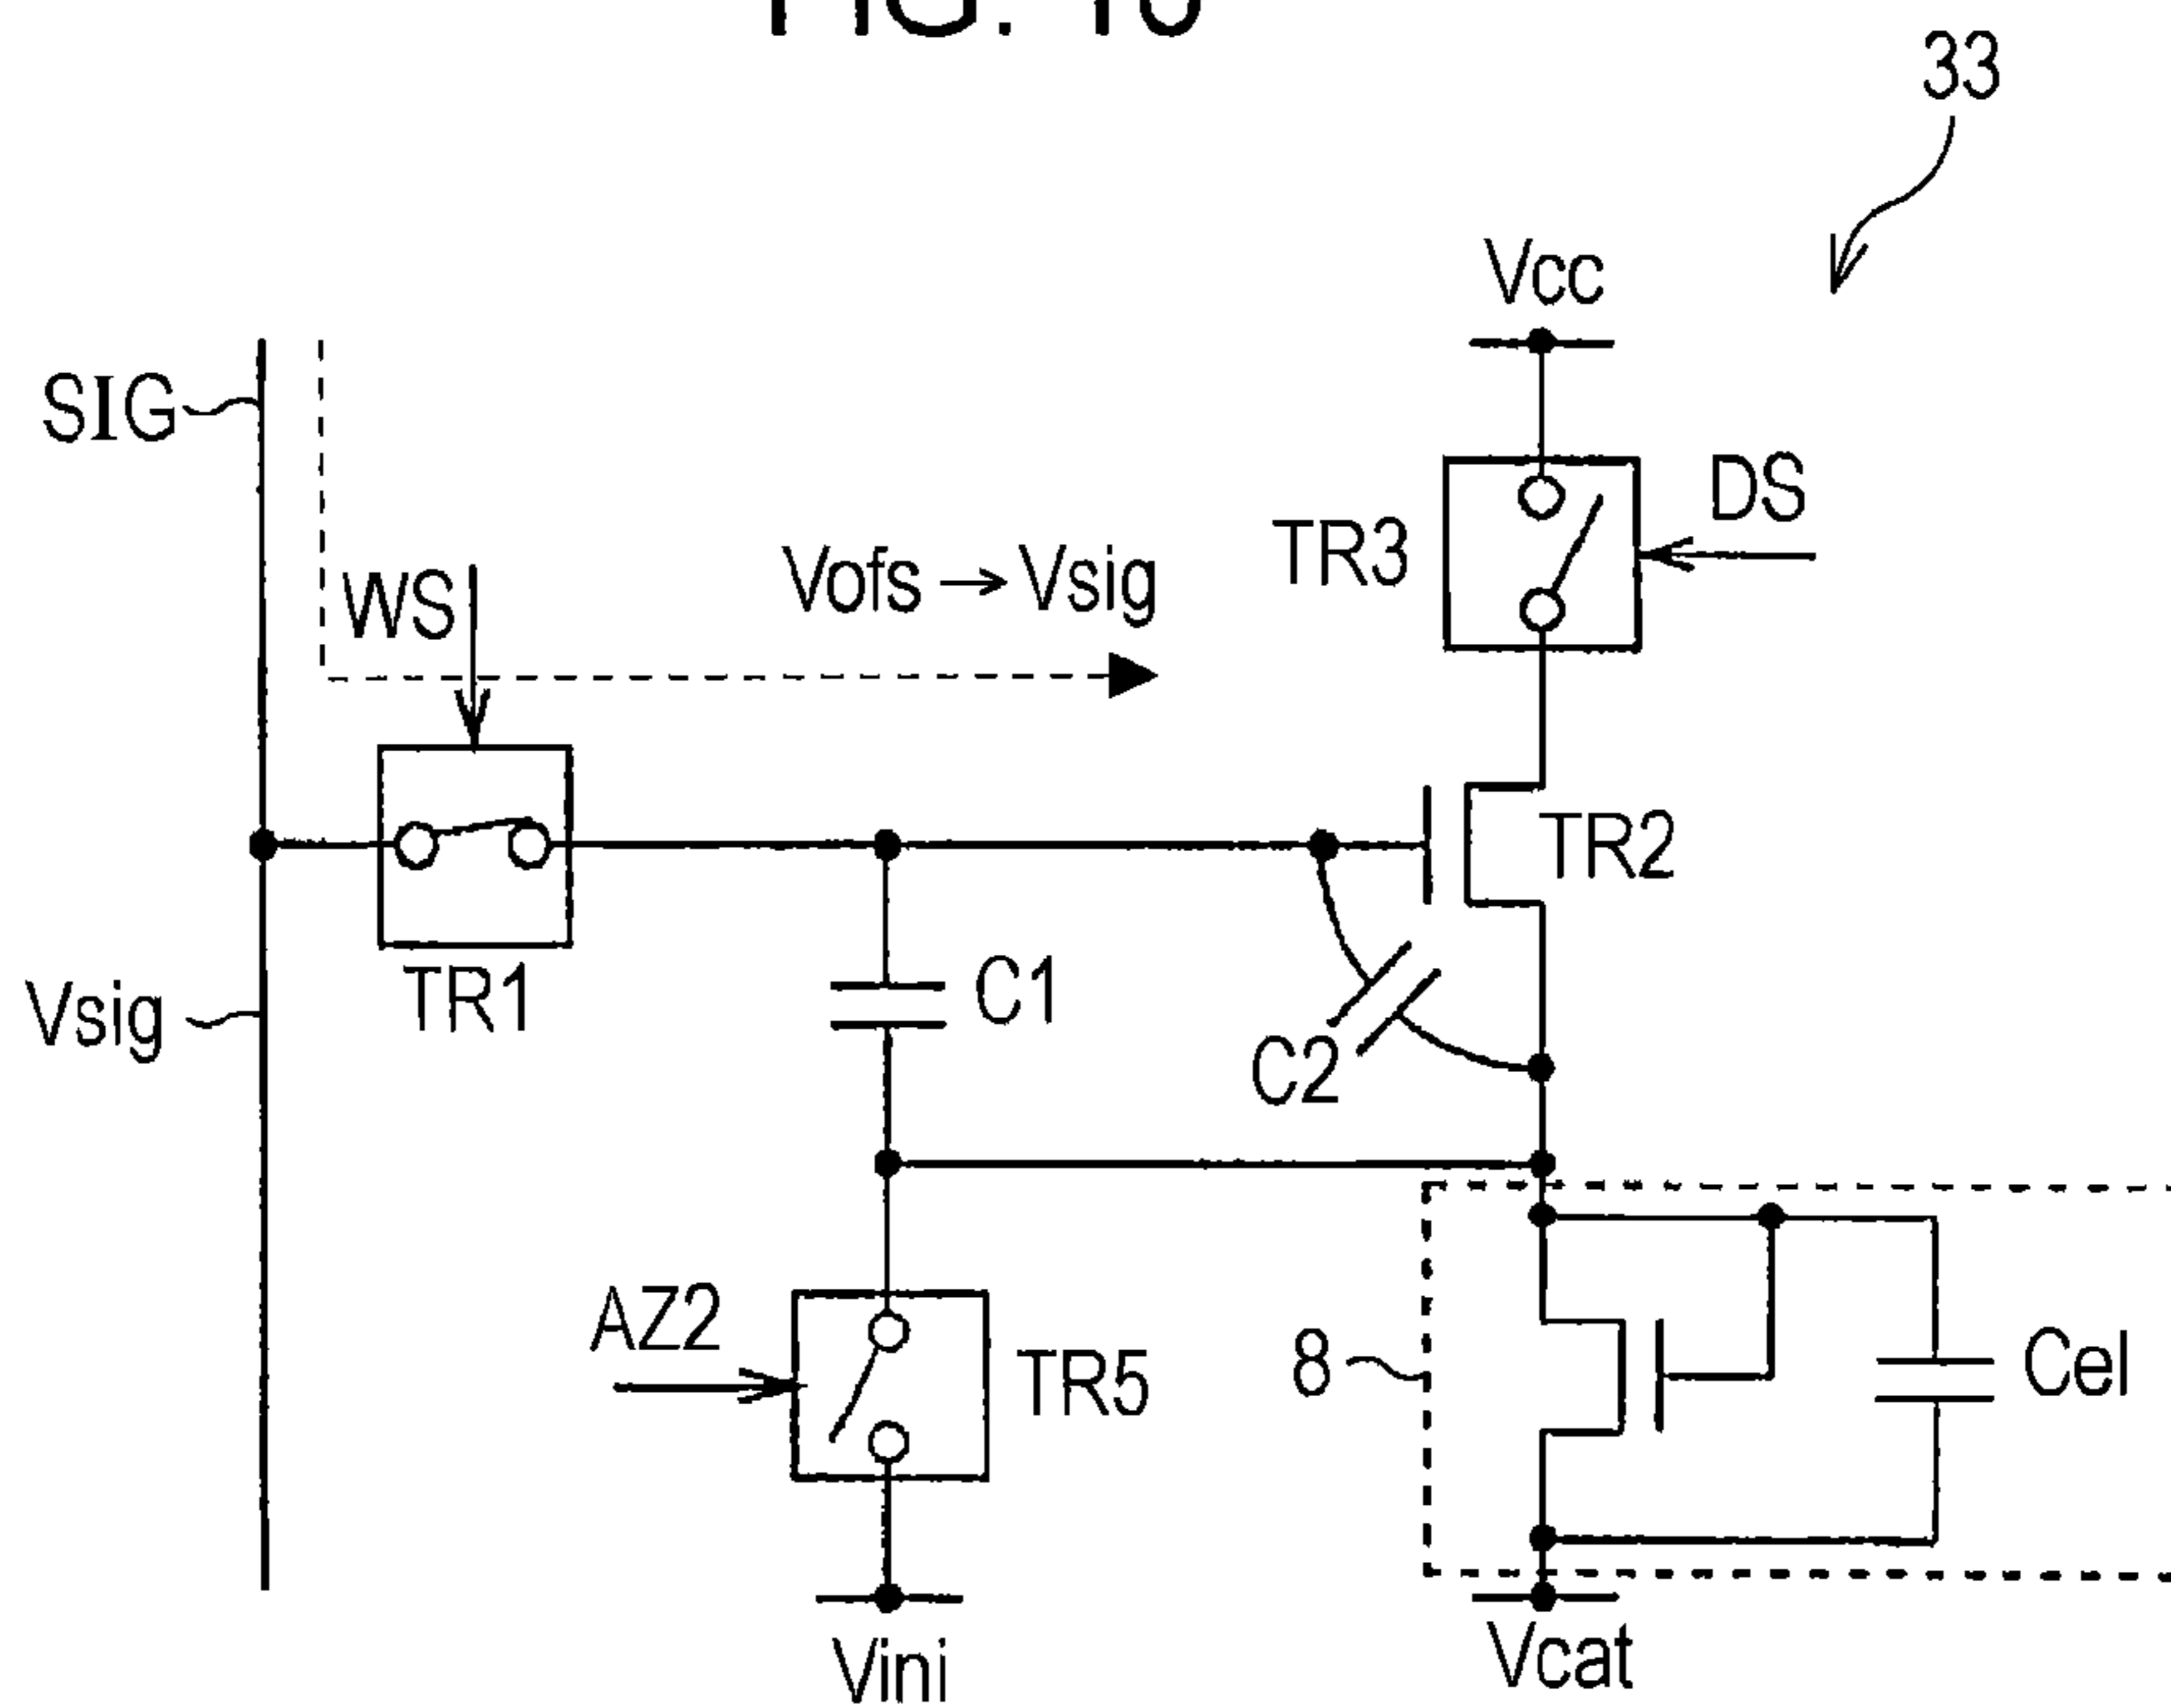 33
Vcc
SIG
DS
TR3
Vofs → Vsig
WS
TR2
TR1
C1
Vsig
C2
AZ2
TR5
8
Cel
Vini
Vcat